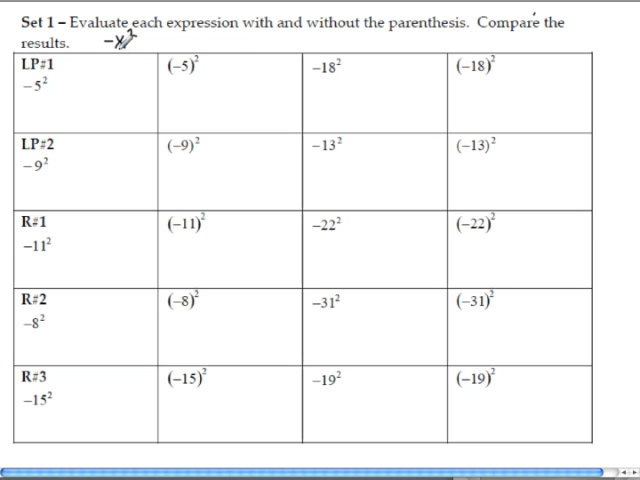 Set 1 – Evaluate each expression with and without the parenthesis. Compare the
results. −x²
LP#1 (−5)² −18² (−18)²
−5²
LP#2 (−9)² −13² (−13)²
−9²
R#1 (−11)² −22² (−22)²
−11²
R#2 (−8)² −31² (−31)²
−8²
R#3 (−15)² −19² (−19)²
−15²